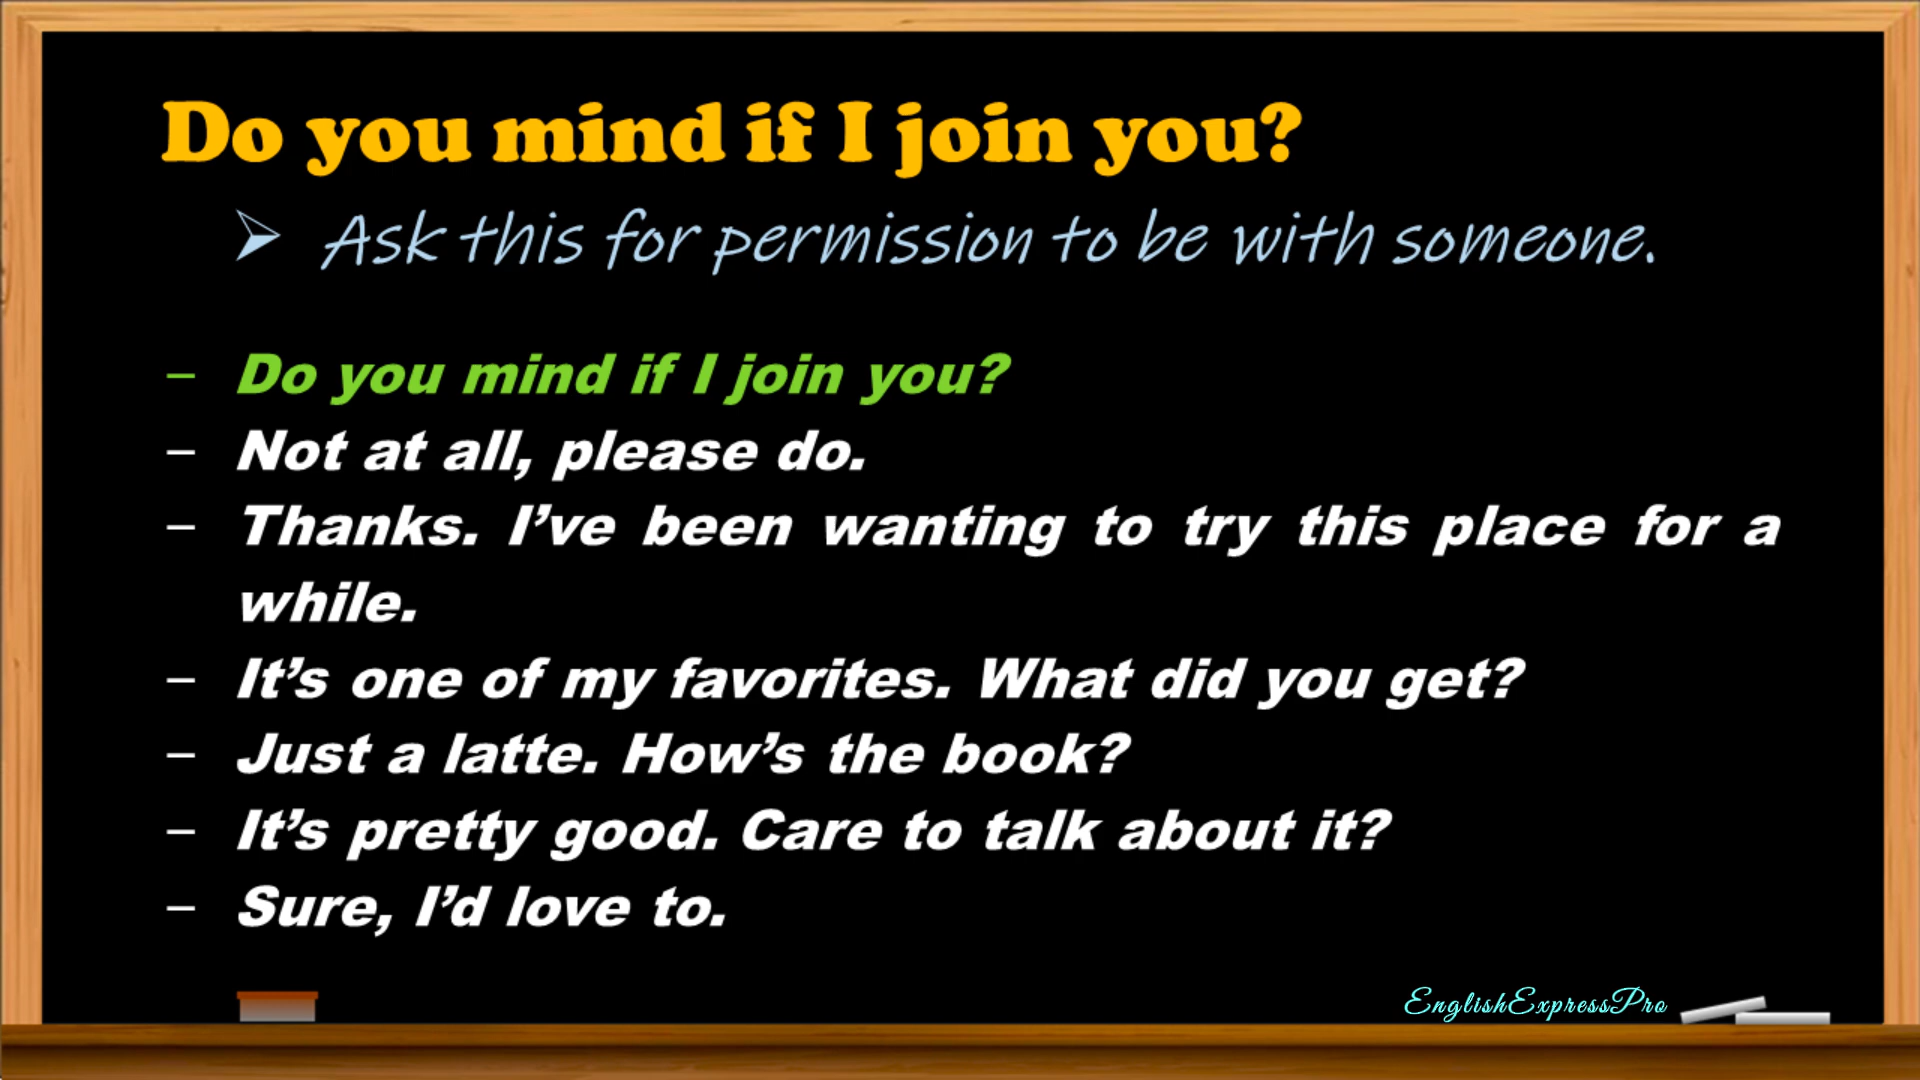 Do you mind if I join you?
➢ Ask this for permission to be with someone.
– Do you mind if I join you?
– Not at all, please do.
– Thanks. I’ve been wanting to try this place for a
while.
– It’s one of my favorites. What did you get?
– Just a latte. How’s the book?
– It’s pretty good. Care to talk about it?
– Sure, I’d love to.
EnglishExpressPro